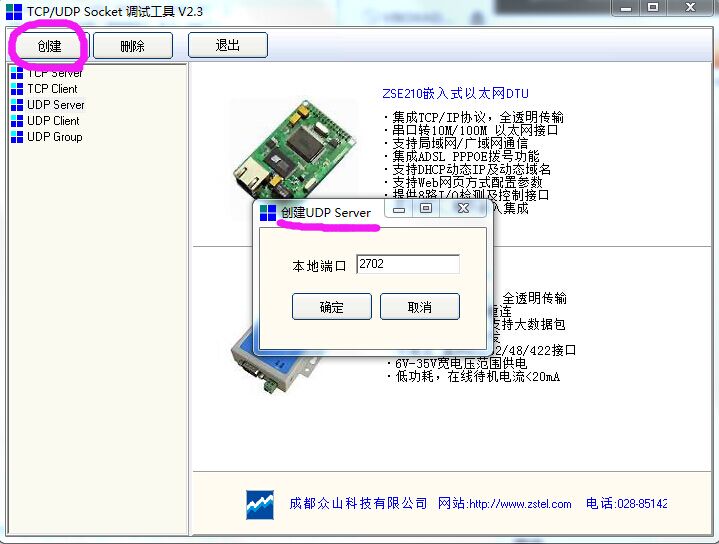 TCP/UDP Socket 调试工具 V2.3
创建 删除 退出
TCP Server
TCP Client
UDP Server
UDP Client
UDP Group
ZSE210嵌入式以太网DTU
·集成TCP/IP协议，全透明传输
·串口转10M/100M 以太网接口
·支持局域网/广域网通信
·集成ADSL PPPOE拨号功能
·支持DHCP动态IP及动态域名
·支持Web网页方式配置参数
·提供8路I/O检测及控制接口
入集成
创建UDP Server
本地端口 2702
确定 取消
全透明传输
重连
支持大数据包
2/48/422接口
·6V-35V宽电压范围供电
·低功耗，在线待机电流<20mA
成都众山科技有限公司 网站:http://www.zstel.com 电话:028-85142